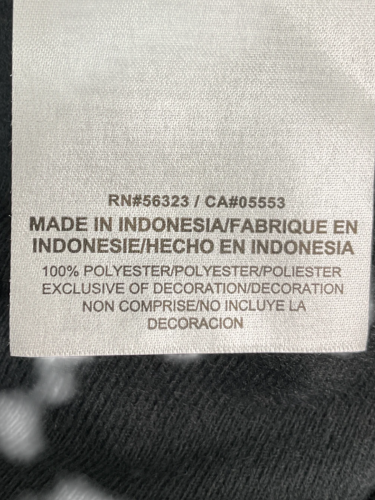 RN#56323 / CA#05553
MADE IN INDONESIA/FABRIQUE EN
INDONESIE/HECHO EN INDONESIA
100% POLYESTER/POLYESTER/POLIESTER
EXCLUSIVE OF DECORATION/DECORATION
NON COMPRISE/NO INCLUYE LA
DECORACION